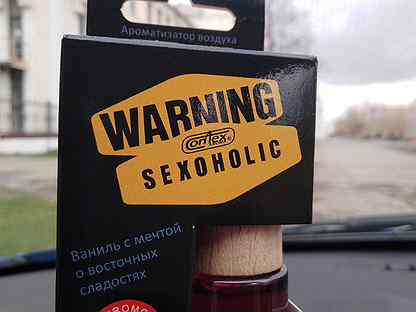 Ароматизатор воздуха
WARNING
Contex
SEXOHOLIC
Ваниль с мечтой
о восточных
сладостях